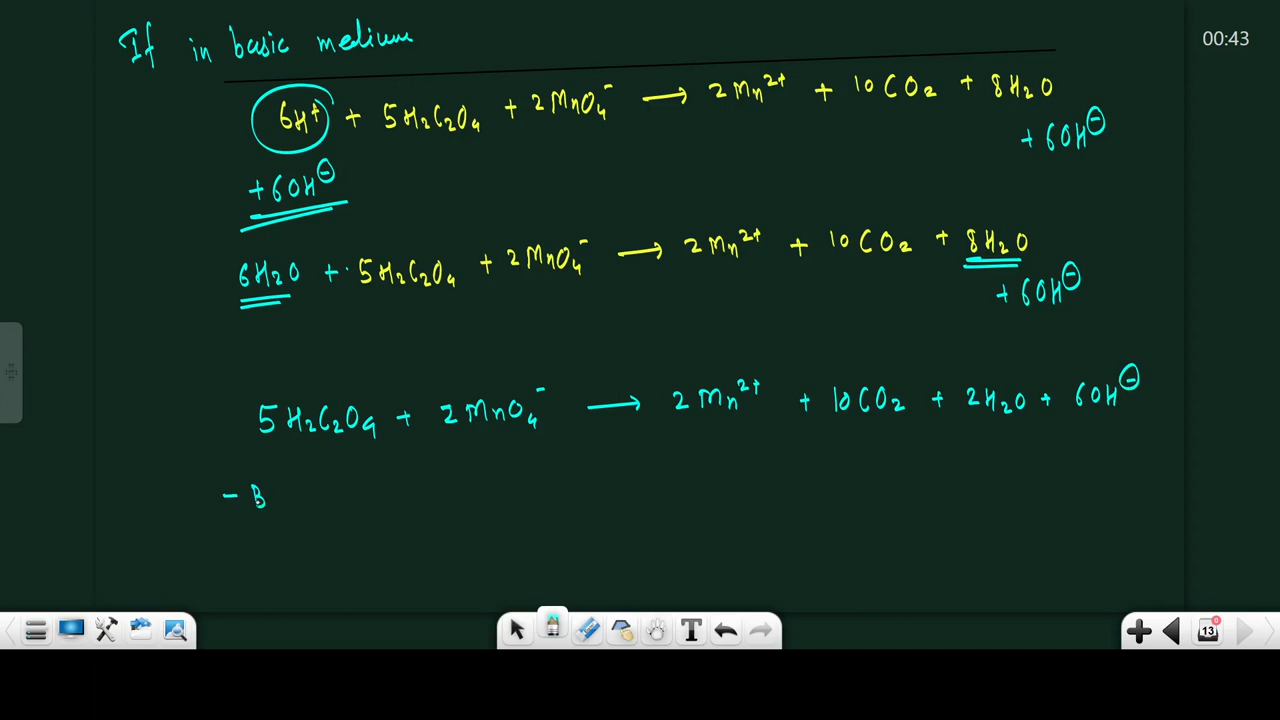 If in basic medium
00:43
6H⁺ + 5H₂C₂O₄ + 2MnO₄⁻ ⟶ 2Mn²⁺ + 10CO₂ + 8H₂O
+6OH⊖ + 6OH⊖
6H₂O + 5H₂C₂O₄ + 2MnO₄⁻ ⟶ 2Mn²⁺ + 10CO₂ + 8H₂O
+ 6OH⊖
5H₂C₂O₄ + 2MnO₄⁻ ⟶ 2Mn²⁺ + 10CO₂ + 2H₂O + 6OH⊖
- B
T 13 0